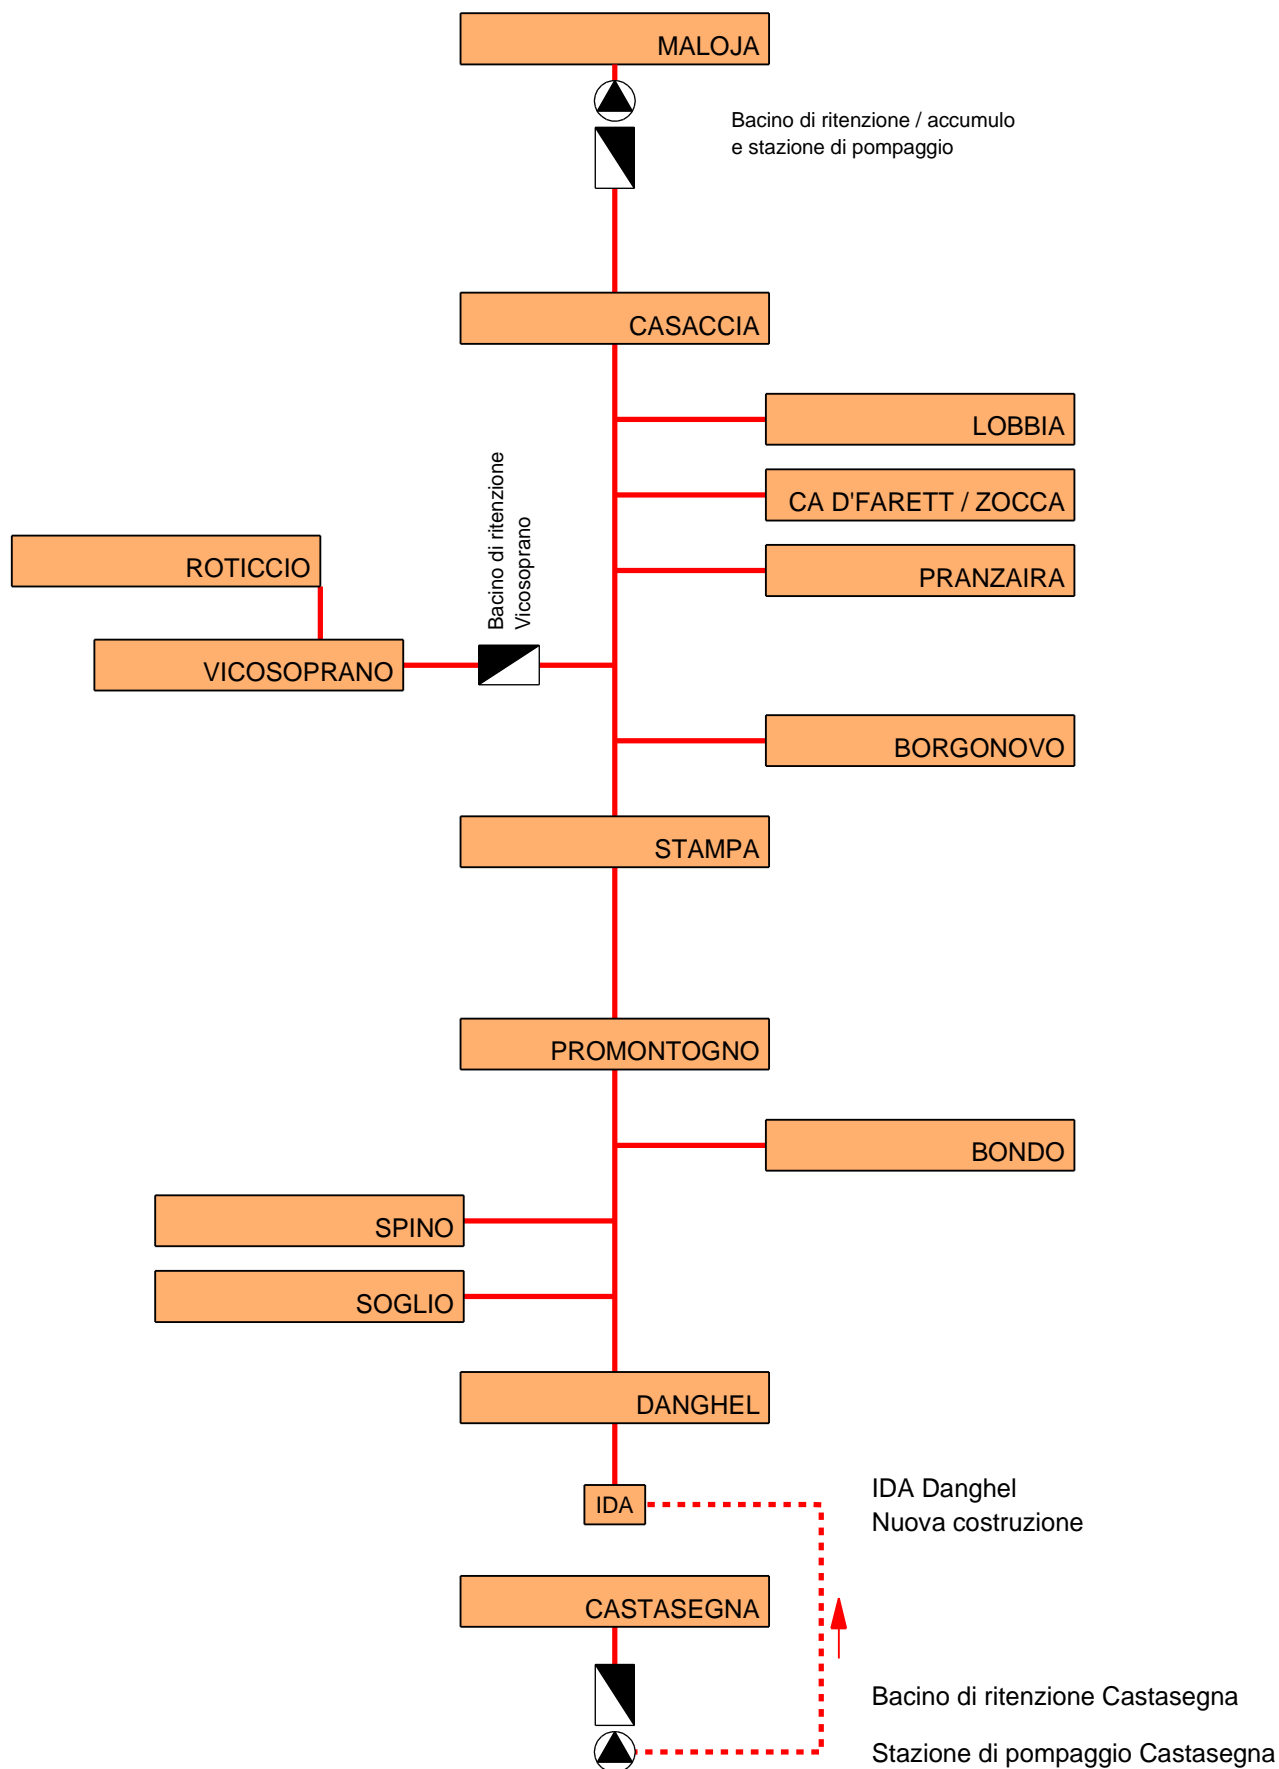 MALOJA
Bacino di ritenzione / accumulo
e stazione di pompaggio
CASACCIA
LOBBIA
CA D'FARETT / ZOCCA
PRANZAIRA
Bacino di ritenzione
Vicosoprano
ROTICCIO
VICOSOPRANO
BORGONOVO
STAMPA
PROMONTOGNO
BONDO
SPINO
SOGLIO
DANGHEL
IDA
IDA Danghel
Nuova costruzione
CASTASEGNA
Bacino di ritenzione Castasegna
Stazione di pompaggio Castasegna